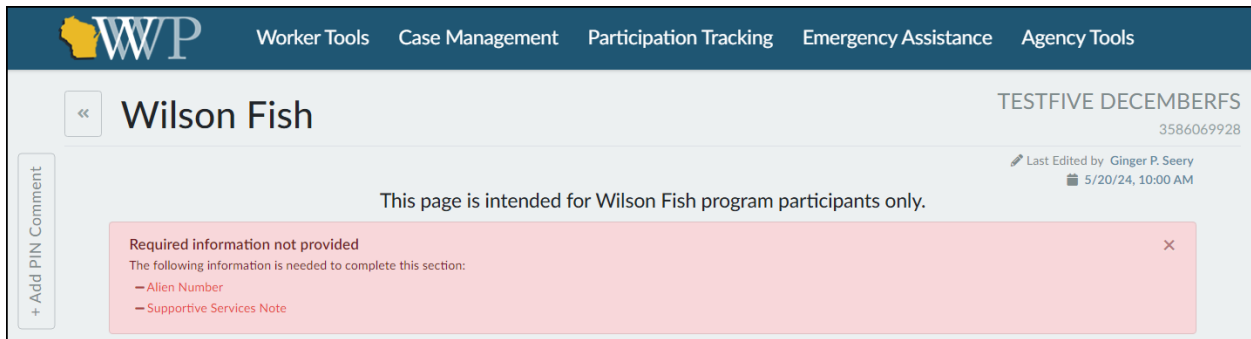 WWP Worker Tools Case Management Participation Tracking Emergency Assistance Agency Tools
« Wilson Fish
TESTFIVE DECEMBERFS
3586069928
Last Edited by Ginger P. Seery
5/20/24, 10:00 AM
+ Add PIN Comment
This page is intended for Wilson Fish program participants only.
Required information not provided ×
The following information is needed to complete this section:
– Alien Number
– Supportive Services Note